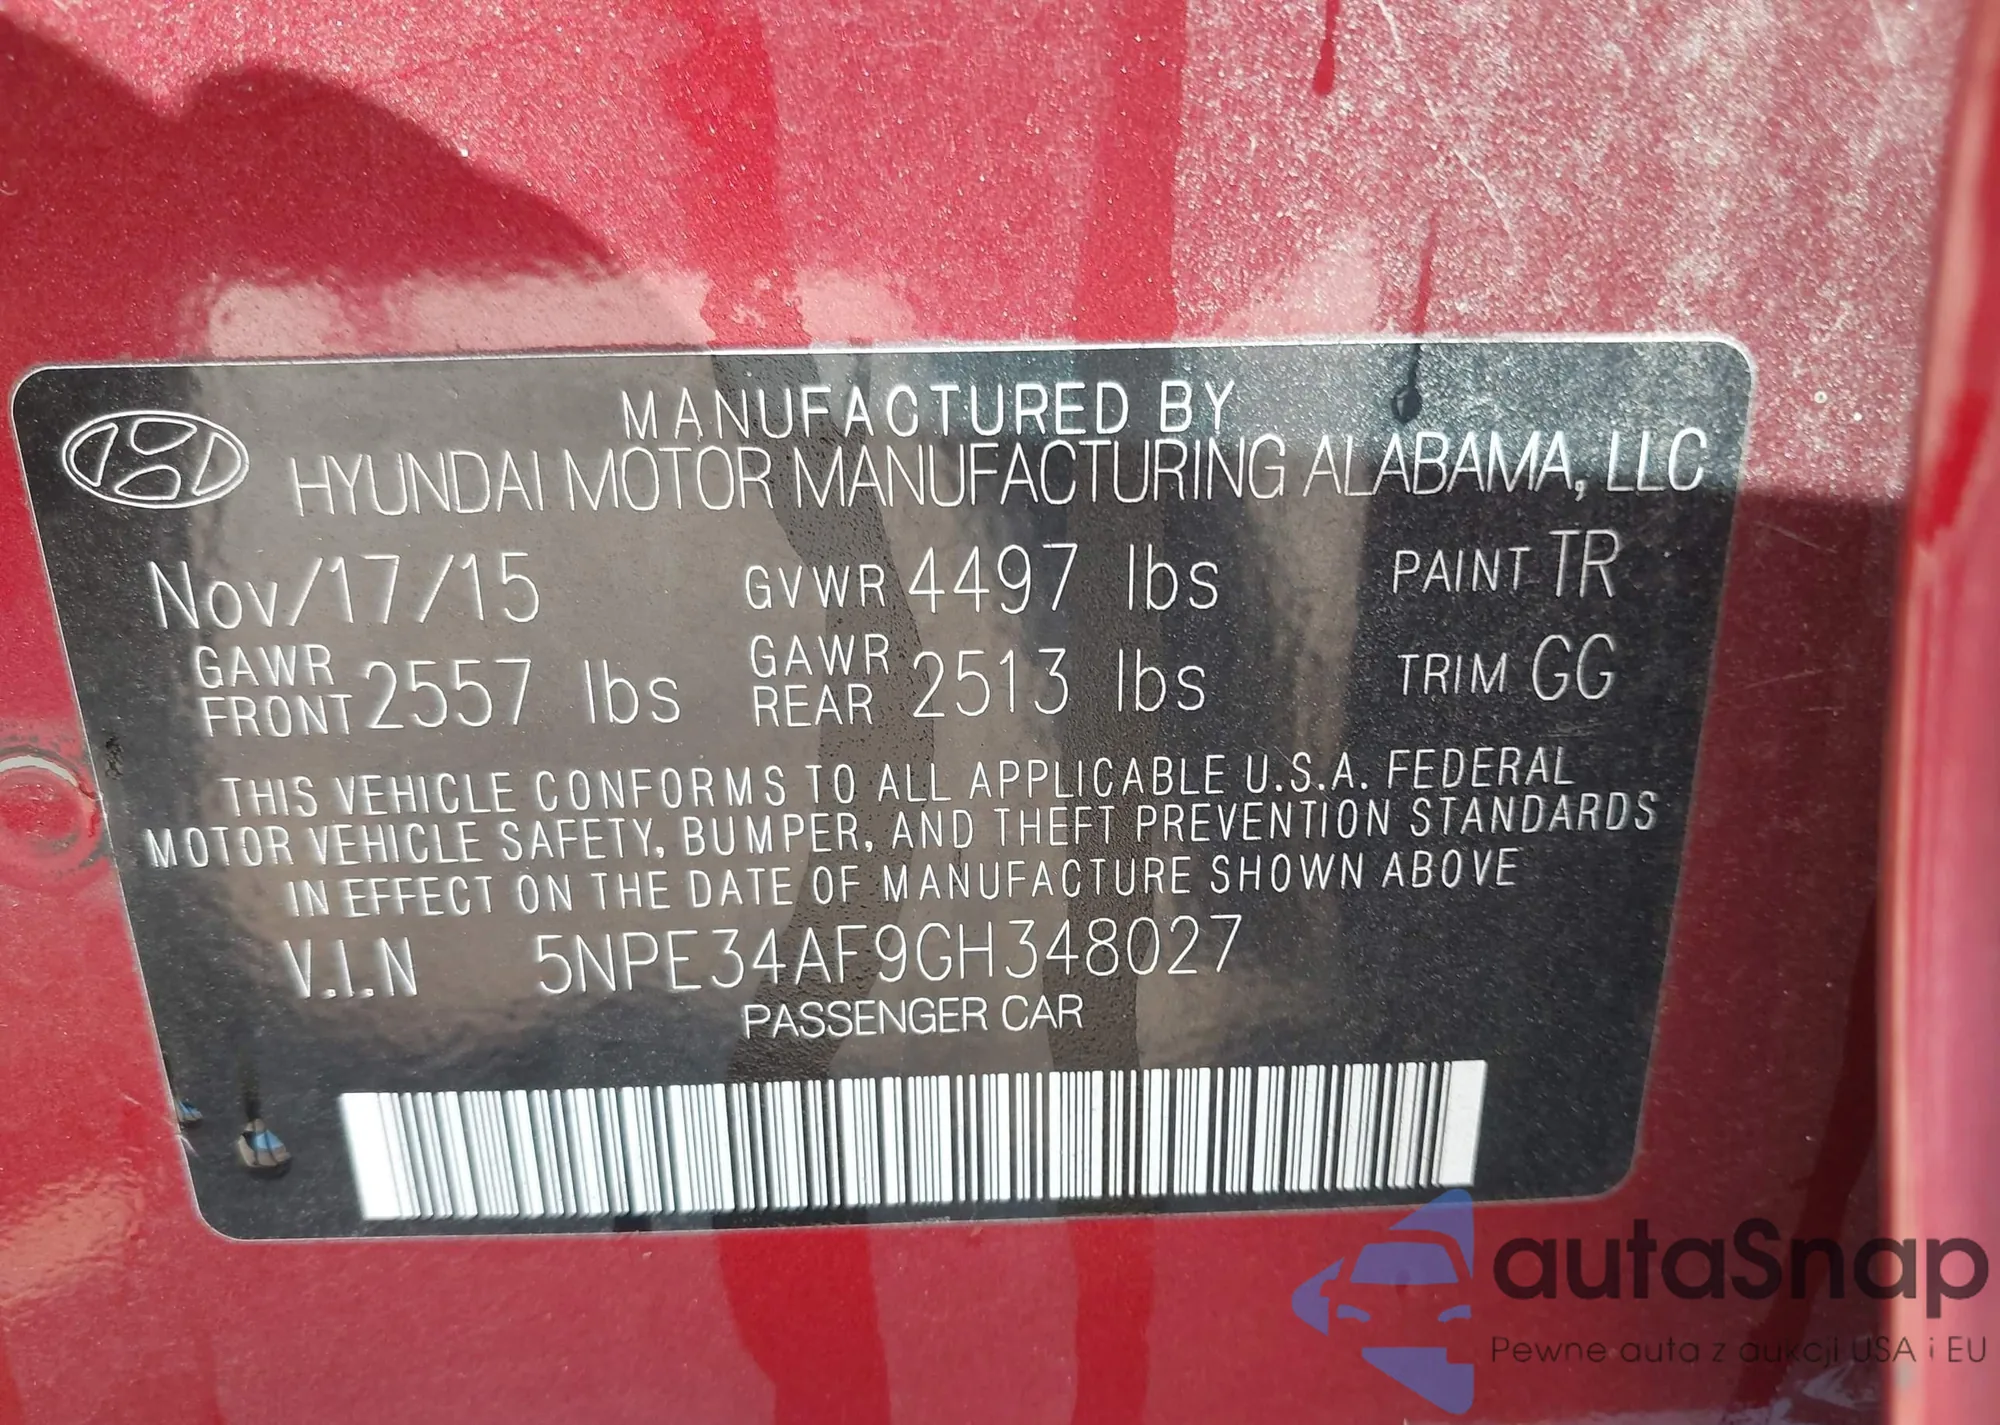 MANUFACTURED BY
HYUNDAI MOTOR MANUFACTURING ALABAMA, LLC
Nov/17/15 GVWR 4497 lbs PAINT TR
GAWR FRONT 2557 lbs GAWR REAR 2513 lbs TRIM GG
THIS VEHICLE CONFORMS TO ALL APPLICABLE U.S.A. FEDERAL
MOTOR VEHICLE SAFETY, BUMPER, AND THEFT PREVENTION STANDARDS
IN EFFECT ON THE DATE OF MANUFACTURE SHOWN ABOVE
V.I.N 5NPE34AF9GH348027
PASSENGER CAR
autaSnap
Pewne auta z aukcji USA i EU